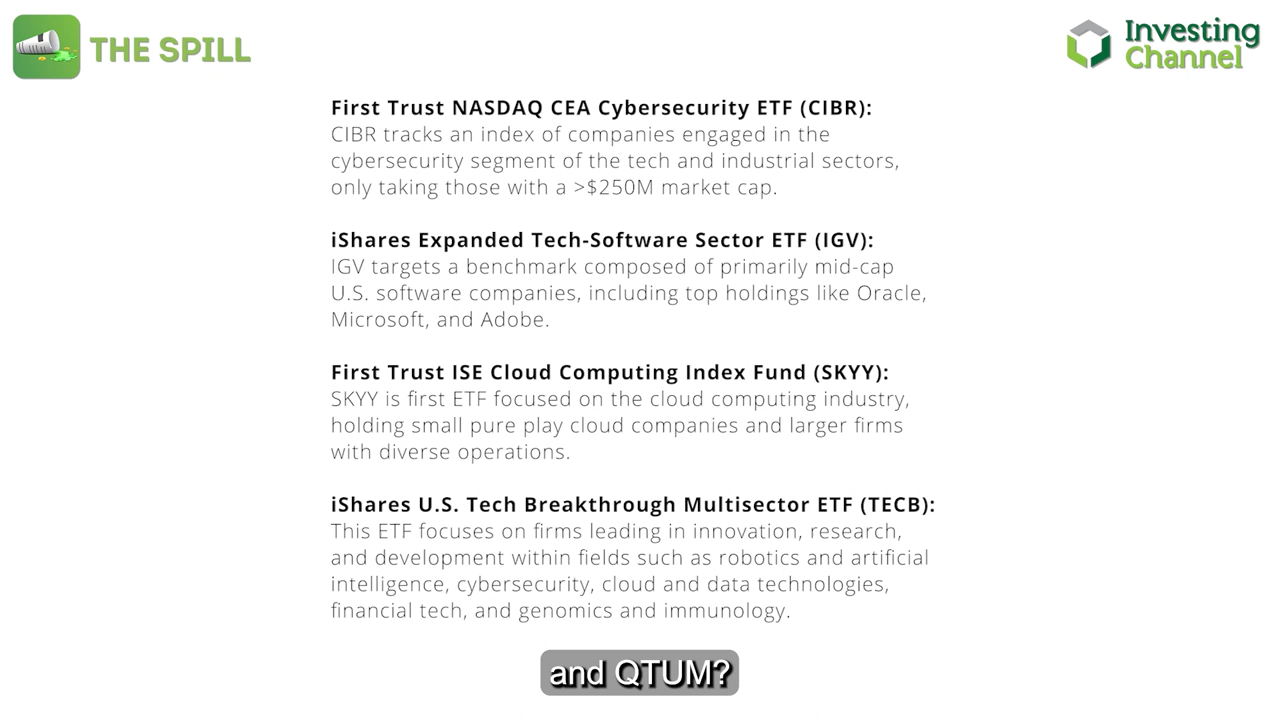 THE SPILL
Investing
Channel
First Trust NASDAQ CEA Cybersecurity ETF (CIBR):
CIBR tracks an index of companies engaged in the
cybersecurity segment of the tech and industrial sectors,
only taking those with a >$250M market cap.
iShares Expanded Tech-Software Sector ETF (IGV):
IGV targets a benchmark composed of primarily mid-cap
U.S. software companies, including top holdings like Oracle,
Microsoft, and Adobe.
First Trust ISE Cloud Computing Index Fund (SKYY):
SKYY is first ETF focused on the cloud computing industry,
holding small pure play cloud companies and larger firms
with diverse operations.
iShares U.S. Tech Breakthrough Multisector ETF (TECB):
This ETF focuses on firms leading in innovation, research,
and development within fields such as robotics and artificial
intelligence, cybersecurity, cloud and data technologies,
financial tech, and genomics and immunology.
and QTUM?